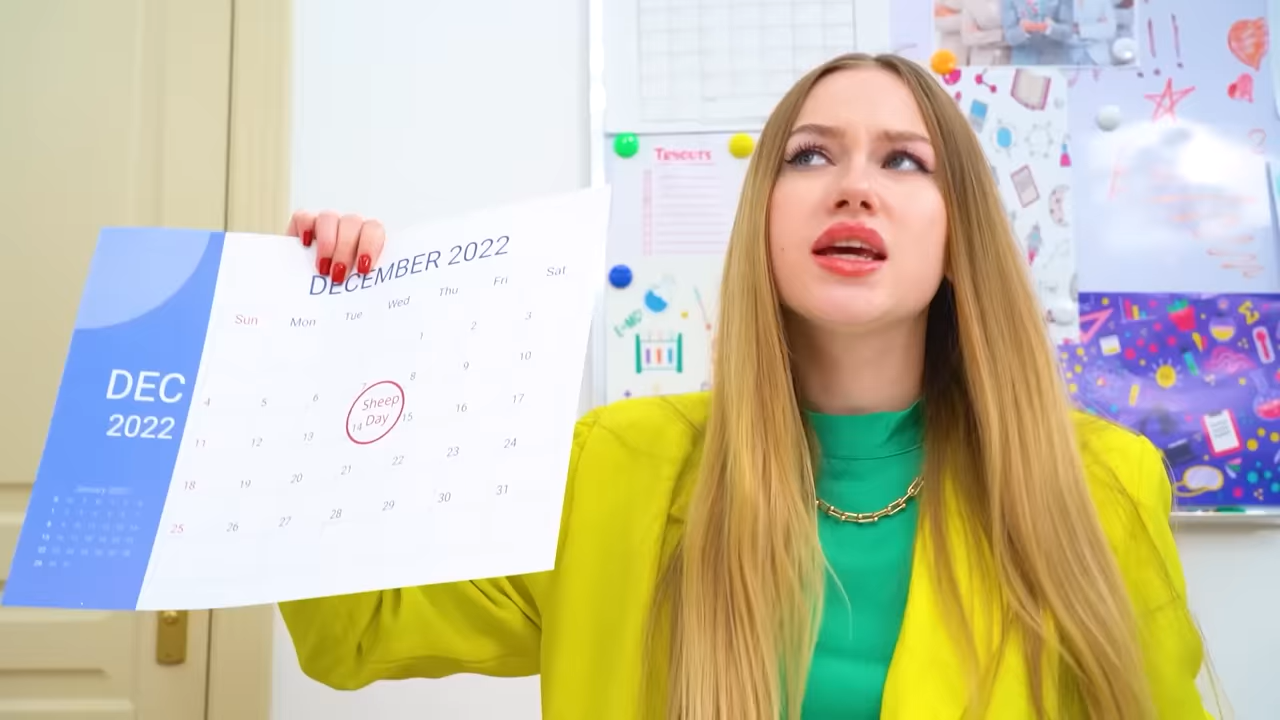 TRYOUTS
DECEMBER 2022
Sun Mon Tue Wed Thu Fri Sat
1 2 3
4 5 6 7 8 9 10
Sheep
Day
11 12 13 14 15 16 17
18 19 20 21 22 23 24
25 26 27 28 29 30 31
DEC
2022